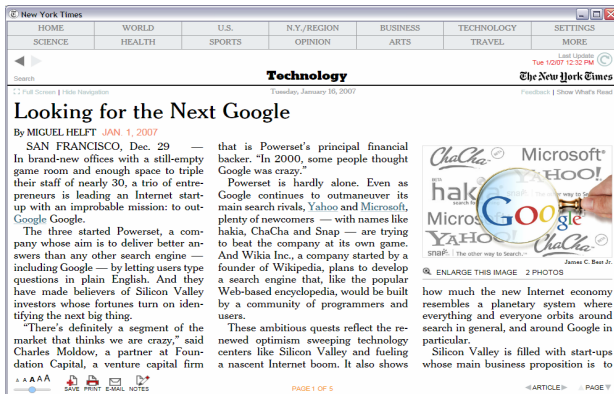 New York Times
HOME WORLD U.S. N.Y./REGION BUSINESS TECHNOLOGY SETTINGS
SCIENCE HEALTH SPORTS OPINION ARTS TRAVEL MORE
Last Update
Tue 1/2/07 12:32 PM
Search
Technology
The New York Times
Full Screen | Hide Navigation
Tuesday, January 16, 2007
Feedback | Show What's Read
Looking for the Next Google
By MIGUEL HELFT JAN. 1, 2007
SAN FRANCISCO, Dec. 29 —
In brand-new offices with a still-empty
game room and enough space to triple
their staff of nearly 30, a trio of entre-
preneurs is leading an Internet start-
up with an improbable mission: to out-
Google Google.
The three started Powerset, a com-
pany whose aim is to deliver better an-
swers than any other search engine —
including Google — by letting users type
questions in plain English. And they
have made believers of Silicon Valley
investors whose fortunes turn on iden-
tifying the next big thing.
"There's definitely a segment of the
market that thinks we are crazy," said
Charles Moldow, a partner at Foun-
dation Capital, a venture capital firm
that is Powerset's principal financial
backer. "In 2000, some people thought
Google was crazy."
Powerset is hardly alone. Even as
Google continues to outmaneuver its
main search rivals, Yahoo and Microsoft,
plenty of newcomers — with names like
hakia, ChaCha and Snap — are trying
to beat the company at its own game.
And Wikia Inc., a company started by a
founder of Wikipedia, plans to develop
a search engine that, like the popular
Web-based encyclopedia, would be built
by a community of programmers and
users.
These ambitious quests reflect the re-
newed optimism sweeping technology
centers like Silicon Valley and fueling
a nascent Internet boom. It also shows
ChaCha Microsoft®
YAHOO!
BETA
hak
search fo
way to Se
Micros
Google
YAHOO!
ChaCha
snap The other way to Search.™
James C. Best Jr.
ENLARGE THIS IMAGE 2 PHOTOS
how much the new Internet economy
resembles a planetary system where
everything and everyone orbits around
search in general, and around Google in
particular.
Silicon Valley is filled with start-ups
whose main business proposition is to
A A A A A
SAVE PRINT E-MAIL NOTES
PAGE 1 OF 5
ARTICLE PAGE